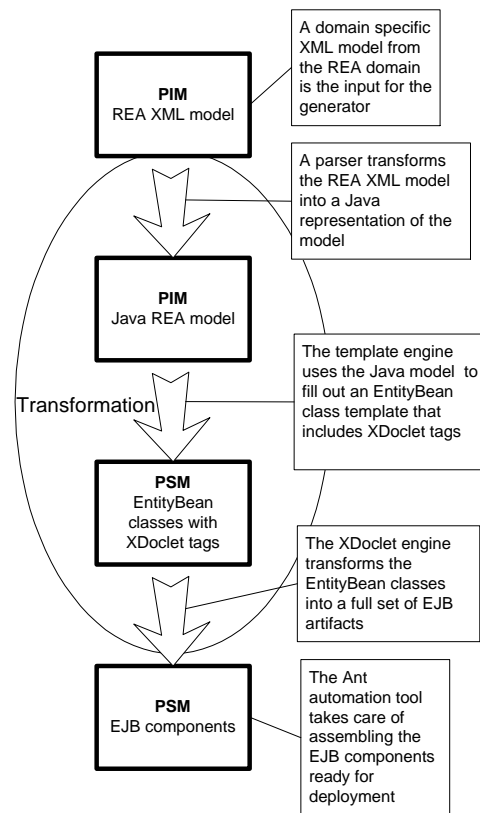 A domain specific
XML model from
the REA domain
is the input for the
generator
PIM
REA XML model
A parser transforms
the REA XML model
into a Java
representation of the
model
PIM
Java REA model
The template engine
uses the Java model to
fill out an EntityBean
class template that
includes XDoclet tags
Transformation
PSM
EntityBean
classes with
XDoclet tags
The XDoclet engine
transforms the
EntityBean classes
into a full set of EJB
artifacts
PSM
EJB components
The Ant
automation tool
takes care of
assembling the
EJB components
ready for
deployment